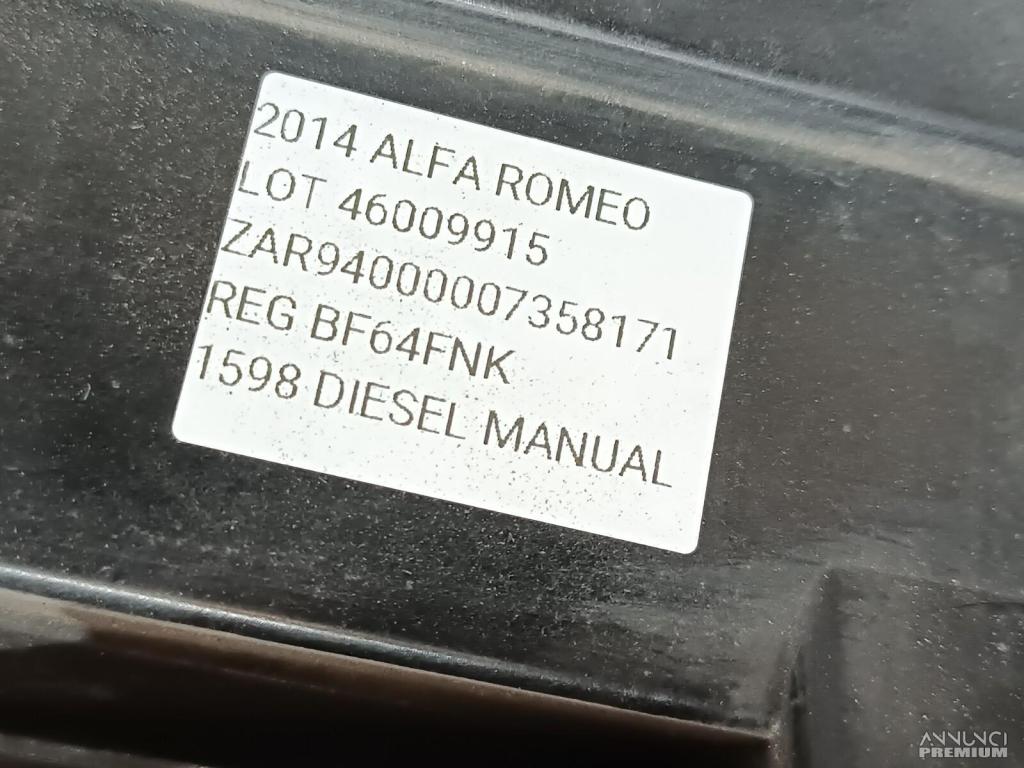 2014 ALFA ROMEO
LOT 46009915
ZAR94000007358171
REG BF64FNK
1598 DIESEL MANUAL
ANNUNCI
PREMIUM